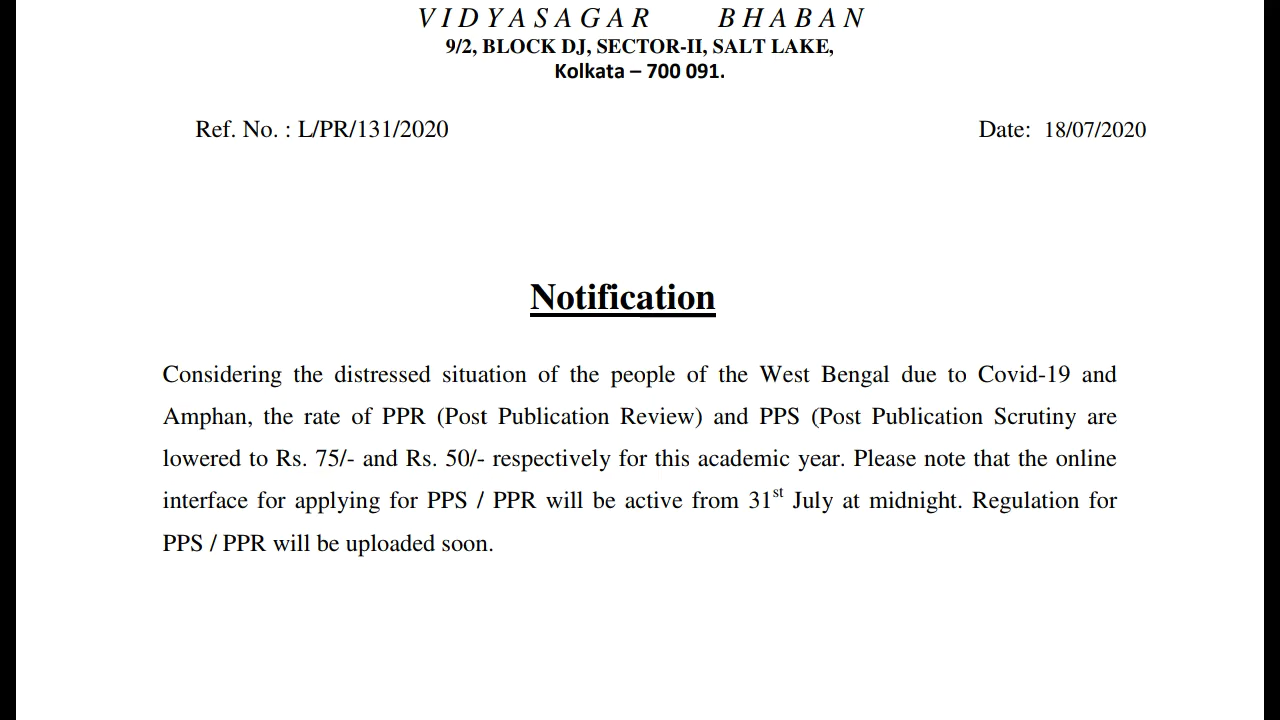 VIDYASAGAR BHABAN
9/2, BLOCK DJ, SECTOR-II, SALT LAKE,
Kolkata – 700 091.
Ref. No. : L/PR/131/2020 Date: 18/07/2020
Notification
Considering the distressed situation of the people of the West Bengal due to Covid-19 and
Amphan, the rate of PPR (Post Publication Review) and PPS (Post Publication Scrutiny are
lowered to Rs. 75/- and Rs. 50/- respectively for this academic year. Please note that the online
interface for applying for PPS / PPR will be active from 31st July at midnight. Regulation for
PPS / PPR will be uploaded soon.